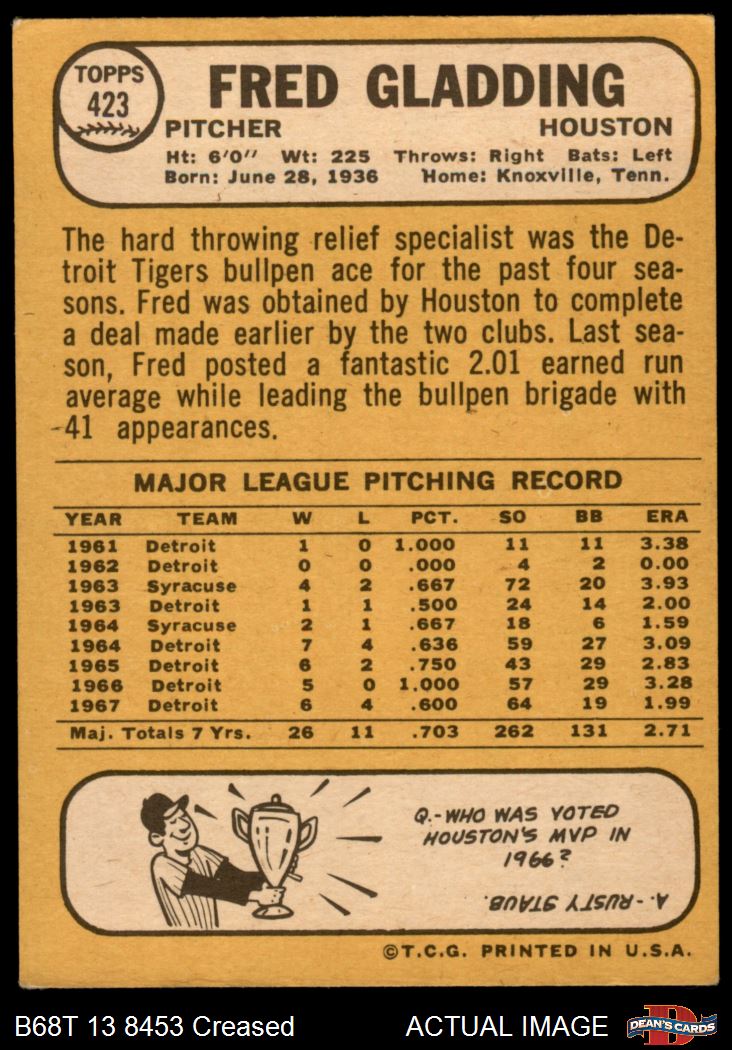 TOPPS
423
FRED GLADDING
PITCHER HOUSTON
Ht: 6'0" Wt: 225 Throws: Right Bats: Left
Born: June 28, 1936 Home: Knoxville, Tenn.
The hard throwing relief specialist was the De-
troit Tigers bullpen ace for the past four sea-
sons. Fred was obtained by Houston to complete
a deal made earlier by the two clubs. Last sea-
son, Fred posted a fantastic 2.01 earned run
average while leading the bullpen brigade with
41 appearances.
MAJOR LEAGUE PITCHING RECORD
YEAR TEAM W L PCT. SO BB ERA
1961 Detroit 1 0 1.000 11 11 3.38
1962 Detroit 0 0 .000 4 2 0.00
1963 Syracuse 4 2 .667 72 20 3.93
1963 Detroit 1 1 .500 24 14 2.00
1964 Syracuse 2 1 .667 18 6 1.59
1964 Detroit 7 4 .636 59 27 3.09
1965 Detroit 6 2 .750 43 29 2.83
1966 Detroit 5 0 1.000 57 29 3.28
1967 Detroit 6 4 .600 64 19 1.99
Maj. Totals 7 Yrs. 26 11 .703 262 131 2.71
Q.-WHO WAS VOTED
HOUSTON'S MVP IN
1966?
A.-RUSTY STAUB.
©T.C.G. PRINTED IN U.S.A.
B68T 13 8453 Creased ACTUAL IMAGE
DEAN'S CARDS